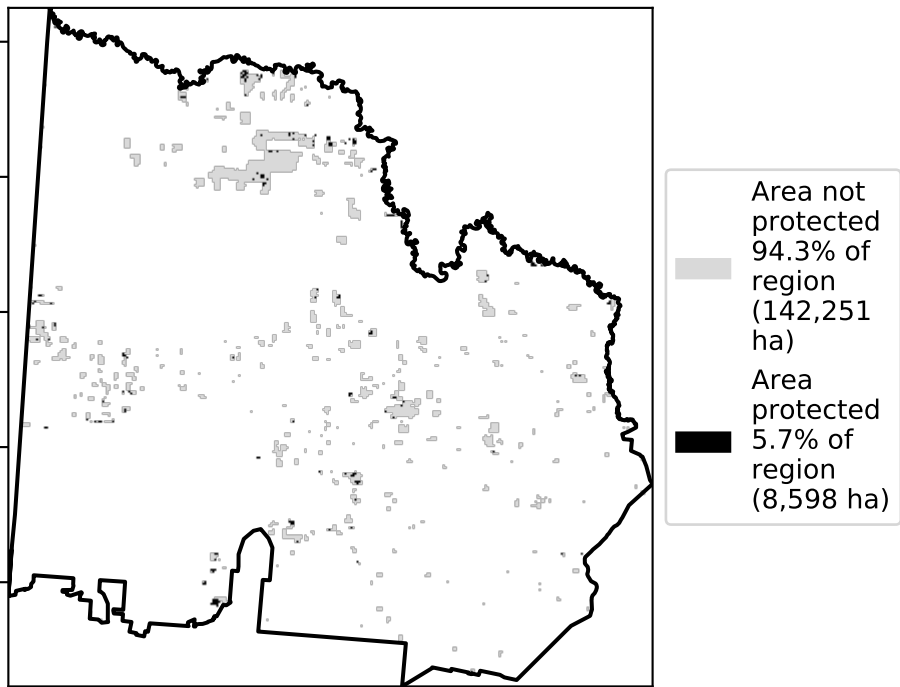 Area not
protected
94.3% of
region
(142,251
ha)
Area
protected
5.7% of
region
(8,598 ha)